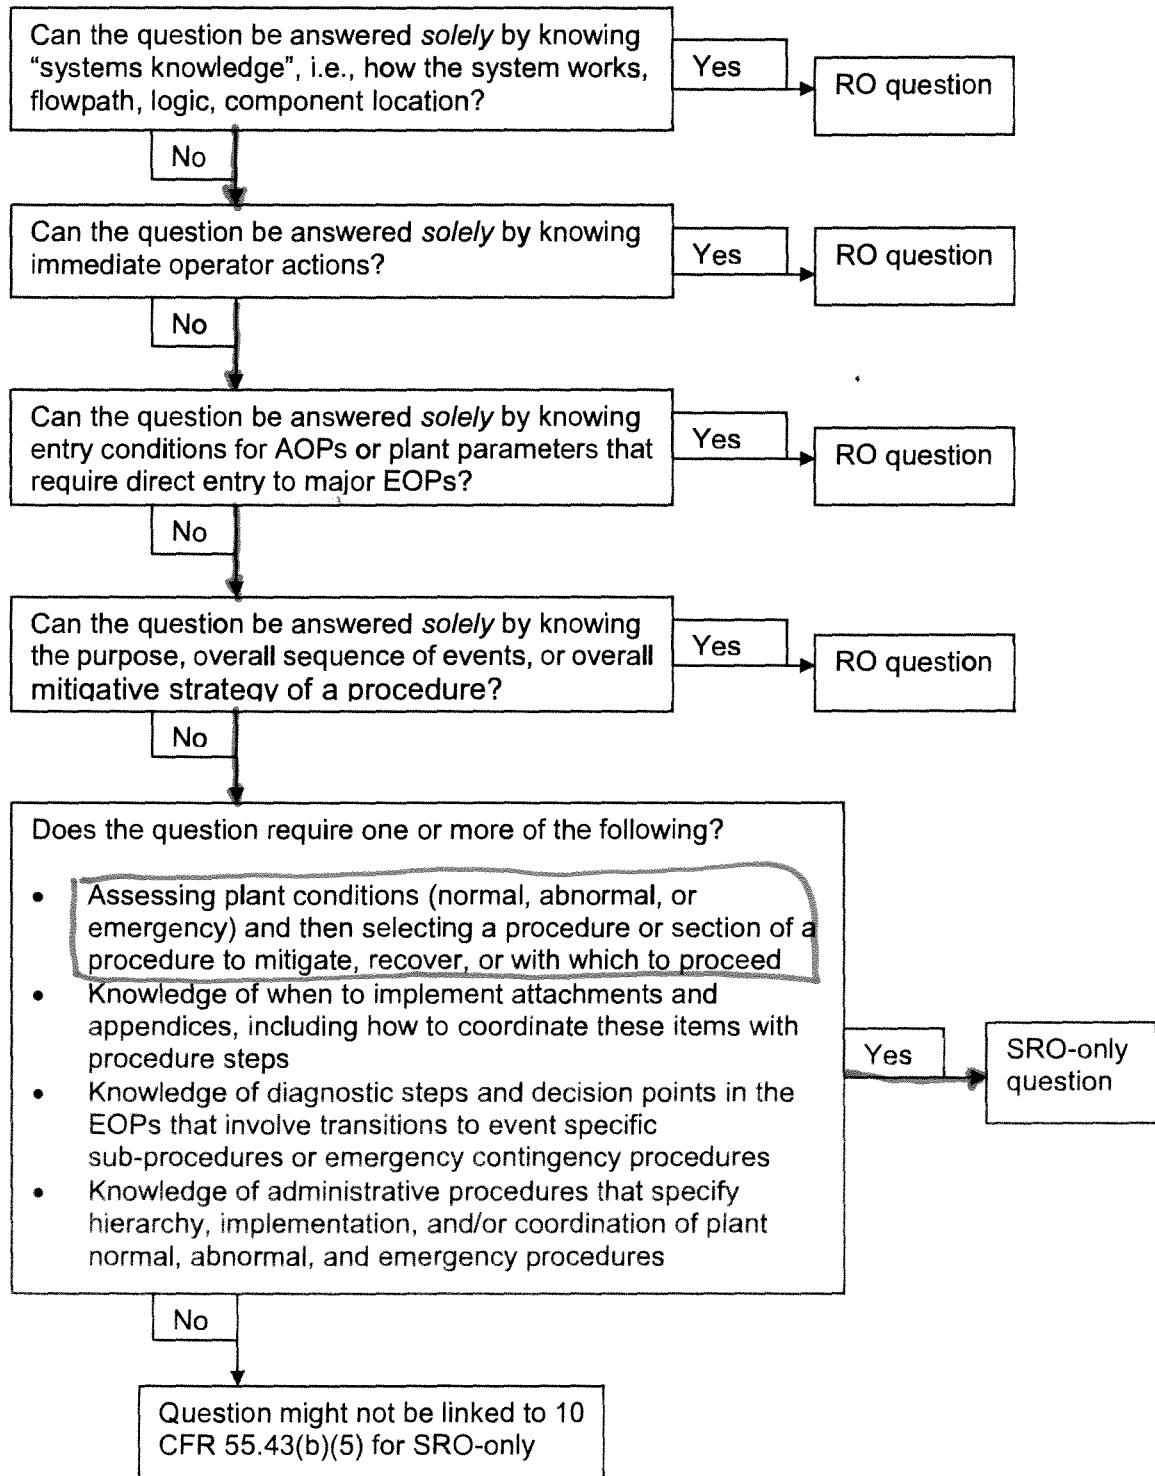 Can the question be answered solely by knowing
"systems knowledge", i.e., how the system works,
flowpath, logic, component location?
Yes
RO question
No
Can the question be answered solely by knowing
immediate operator actions?
Yes
RO question
No
Can the question be answered solely by knowing
entry conditions for AOPs or plant parameters that
require direct entry to major EOPs?
Yes
RO question
No
Can the question be answered solely by knowing
the purpose, overall sequence of events, or overall
mitigative strategy of a procedure?
Yes
RO question
No
Does the question require one or more of the following?
• Assessing plant conditions (normal, abnormal, or
emergency) and then selecting a procedure or section of a
procedure to mitigate, recover, or with which to proceed
• Knowledge of when to implement attachments and
appendices, including how to coordinate these items with
procedure steps
• Knowledge of diagnostic steps and decision points in the
EOPs that involve transitions to event specific
sub-procedures or emergency contingency procedures
• Knowledge of administrative procedures that specify
hierarchy, implementation, and/or coordination of plant
normal, abnormal, and emergency procedures
Yes
SRO-only
question
No
Question might not be linked to 10
CFR 55.43(b)(5) for SRO-only